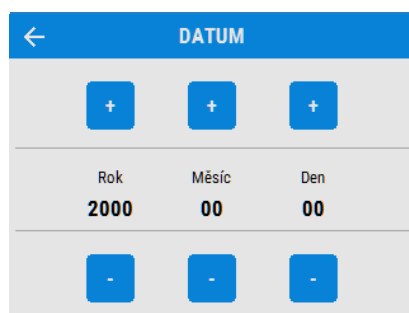 DATUM
+ + +
Rok Měsíc Den
2000 00 00
- - -